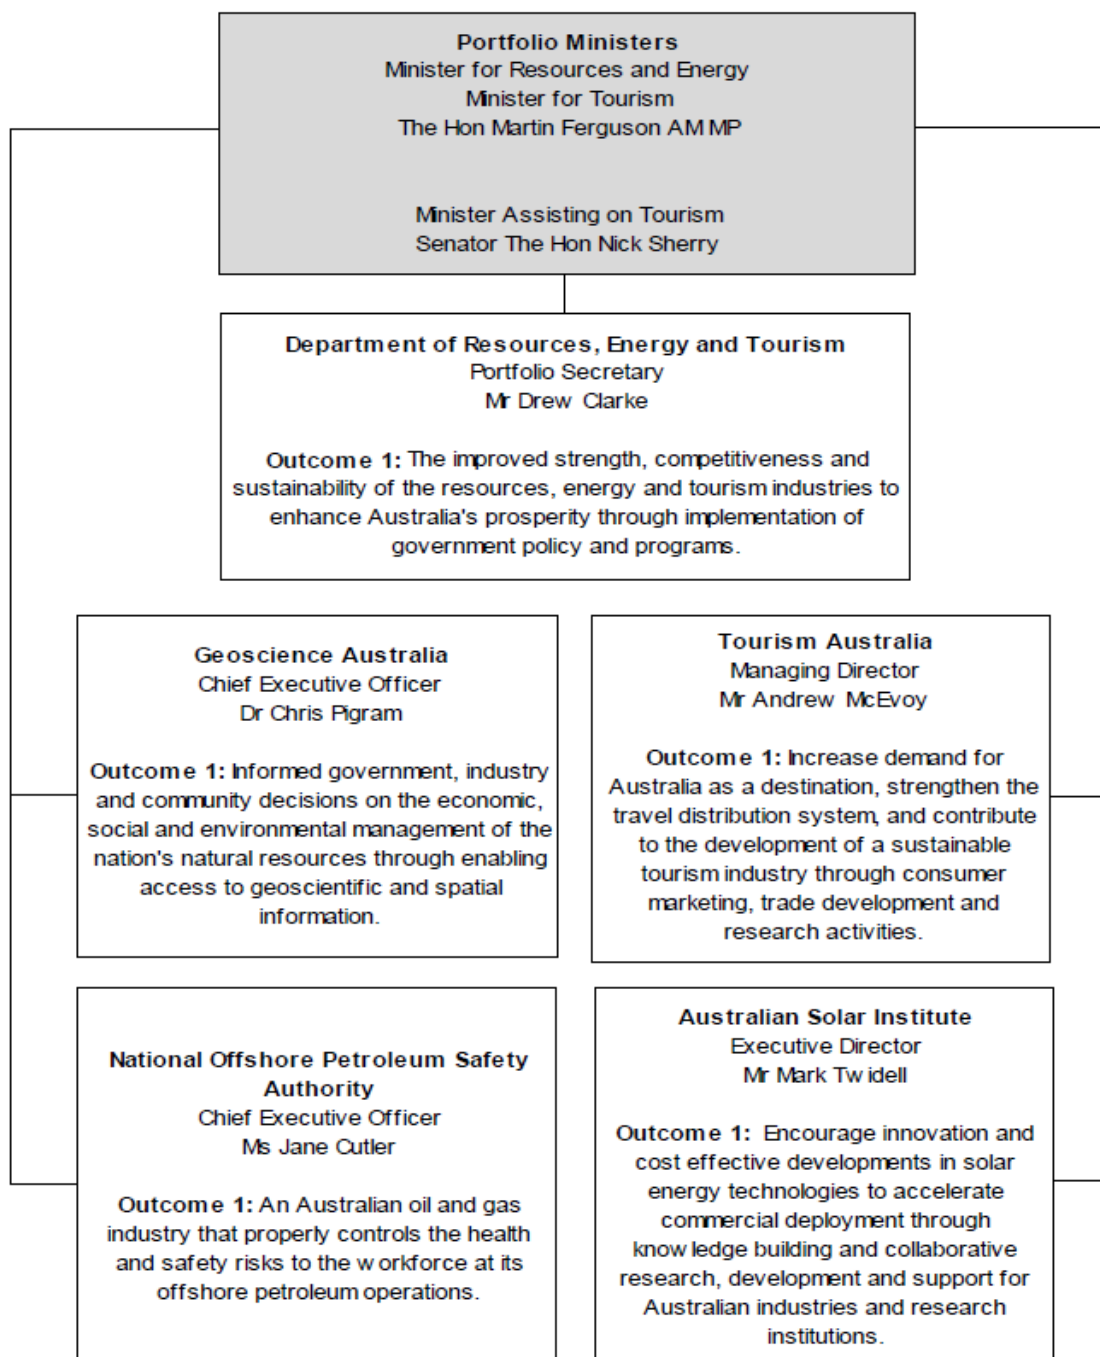 Portfolio Ministers
Minister for Resources and Energy
Minister for Tourism
The Hon Martin Ferguson AM MP
Minister Assisting on Tourism
Senator The Hon Nick Sherry
Department of Resources, Energy and Tourism
Portfolio Secretary
Mr Drew Clarke
Outcome 1: The improved strength, competitiveness and
sustainability of the resources, energy and tourism industries to
enhance Australia's prosperity through implementation of
government policy and programs.
Geoscience Australia
Chief Executive Officer
Dr Chris Pigram
Outcome 1: Informed government, industry
and community decisions on the economic,
social and environmental management of the
nation's natural resources through enabling
access to geoscientific and spatial
information.
Tourism Australia
Managing Director
Mr Andrew McEvoy
Outcome 1: Increase demand for
Australia as a destination, strengthen the
travel distribution system, and contribute
to the development of a sustainable
tourism industry through consumer
marketing, trade development and
research activities.
National Offshore Petroleum Safety
Authority
Chief Executive Officer
Ms Jane Cutler
Outcome 1: An Australian oil and gas
industry that properly controls the health
and safety risks to the workforce at its
offshore petroleum operations.
Australian Solar Institute
Executive Director
Mr Mark Twidell
Outcome 1: Encourage innovation and
cost effective developments in solar
energy technologies to accelerate
commercial deployment through
knowledge building and collaborative
research, development and support for
Australian industries and research
institutions.